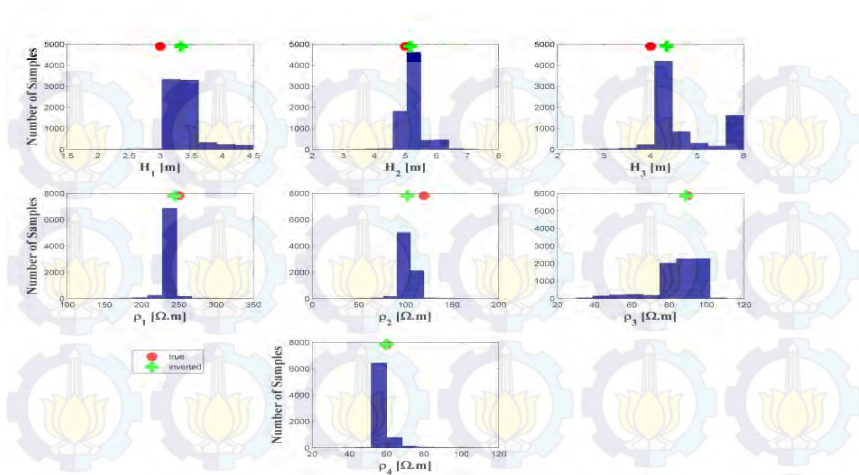 5000
4000
3000
2000
1000
0
Number of Samples
1.5 2 2.5 3 3.5 4 4.5
H1 [m]
5000
4000
3000
2000
1000
0
2 3 4 5 6 7 8
H2 [m]
5000
4000
3000
2000
1000
0
2 3 4 5 6 7 8
H3 [m]
8000
6000
4000
2000
0
Number of Samples
100 150 200 250 300 350
ρ1 [Ω.m]
8000
6000
4000
2000
0
0 50 100 150 200
ρ2 [Ω.m]
6000
5000
4000
3000
2000
1000
0
20 40 60 80 100 120
ρ3 [Ω.m]
true
inverted
8000
6000
4000
2000
0
Number of Samples
20 40 60 80 100 120
ρ4 [Ω.m]